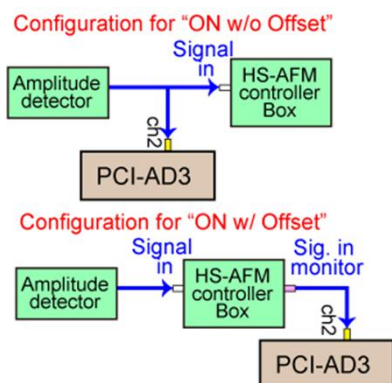 Configuration for “ON w/o Offset”
Signal
in
Amplitude
detector
HS-AFM
controller
Box
ch2
PCI-AD3
Configuration for “ON w/ Offset”
Signal
in
Sig. in
monitor
Amplitude
detector
HS-AFM
controller
Box
ch2
PCI-AD3